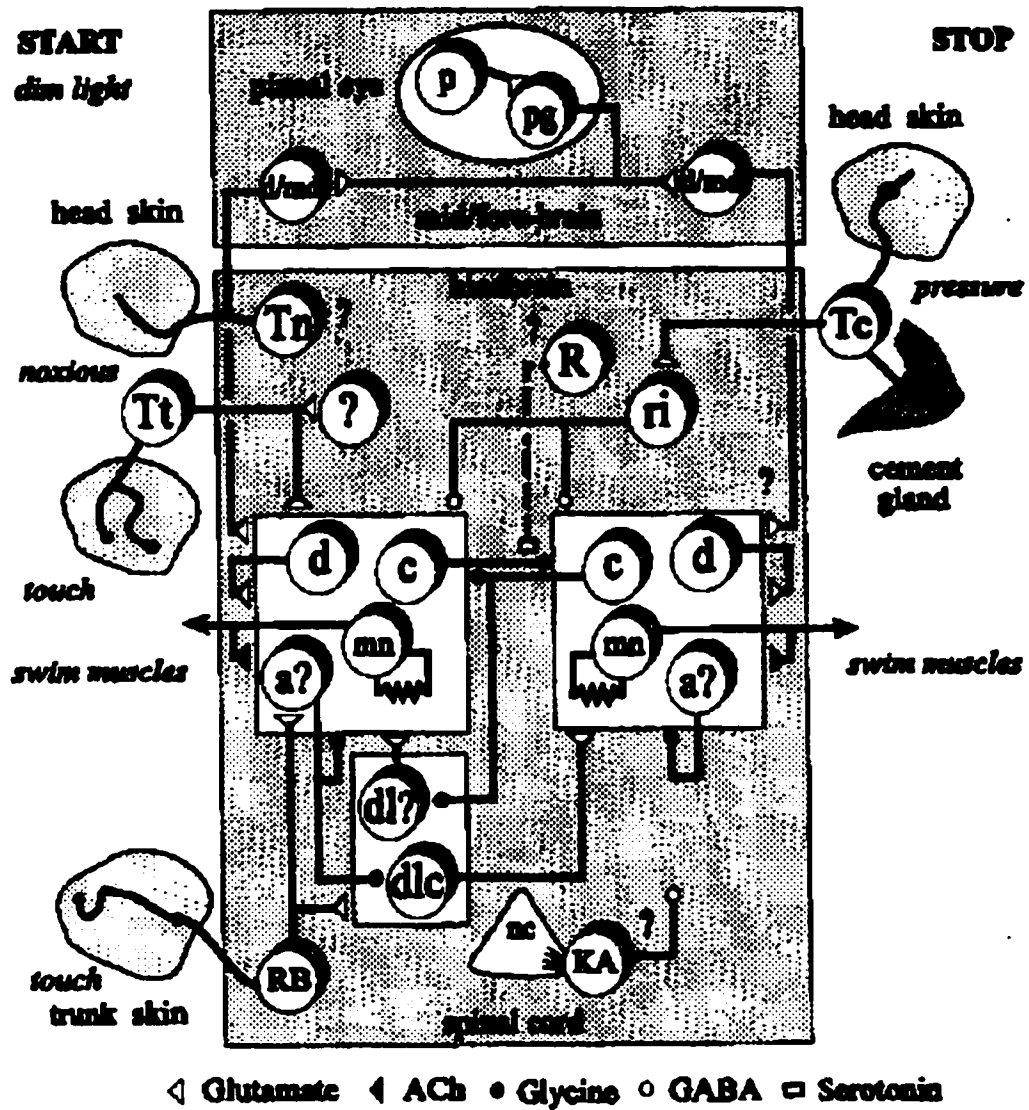 START
dim light
STOP
pineal eye
p
pg
head skin
mid/fore-brain
head skin
pressure
noxious
Tn ?
hindbrain
?
R
Tc
Tt
?
ri
cement
gland
touch
?
d
c
c
d
mn
mn
swim muscles
a?
a?
swim muscles
dl?
dlc
nc
KA
?
touch
trunk skin
RB
spinal cord
Glutamate ACh Glycine GABA Serotonin